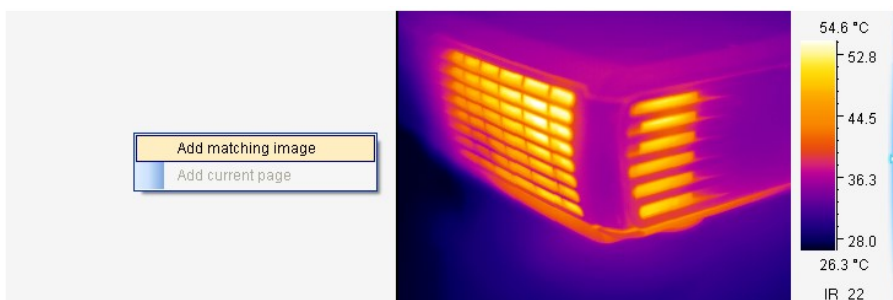 Add matching image
Add current page
54.6 °C
52.8
44.5
36.3
28.0
26.3 °C
IR 22